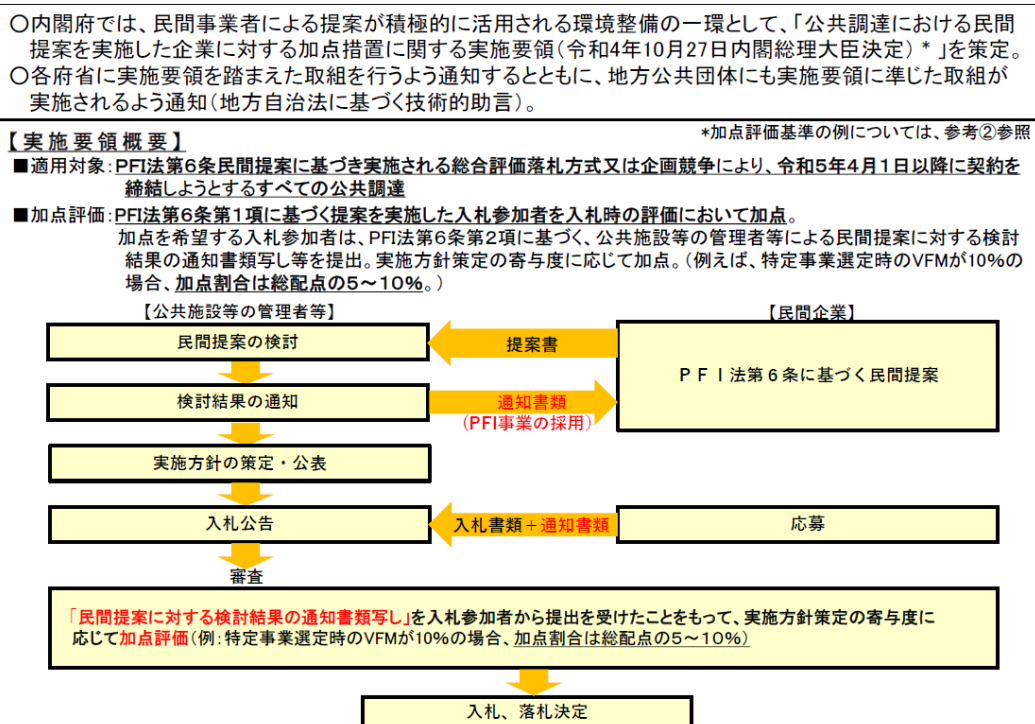 ○内閣府では、民間事業者による提案が積極的に活用される環境整備の一環として、「公共調達における民間
提案を実施した企業に対する加点措置に関する実施要領(令和4年10月27日内閣総理大臣決定)*」を策定。
○各府省に実施要領を踏まえた取組を行うよう通知するとともに、地方公共団体にも実施要領に準じた取組が
実施されるよう通知(地方自治法に基づく技術的助言)。
*加点評価基準の例については、参考②参照
【実施要領概要】
■適用対象:PFI法第6条民間提案に基づき実施される総合評価落札方式又は企画競争により、令和5年4月1日以降に契約を
締結しようとするすべての公共調達
■加点評価:PFI法第6条第1項に基づく提案を実施した入札参加者を入札時の評価において加点。
加点を希望する入札参加者は、PFI法第6条第2項に基づく、公共施設等の管理者等による民間提案に対する検討
結果の通知書類写し等を提出。実施方針策定の寄与度に応じて加点。(例えば、特定事業選定時のVFMが10%の
場合、加点割合は総配点の5~10%。)
【公共施設等の管理者等】
【民間企業】
民間提案の検討
提案書
PFI法第6条に基づく民間提案
検討結果の通知
通知書類
(PFI事業の採用)
実施方針の策定・公表
入札公告
入札書類+通知書類
応募
審査
「民間提案に対する検討結果の通知書類写し」を入札参加者から提出を受けたことをもって、実施方針策定の寄与度に
応じて加点評価(例:特定事業選定時のVFMが10%の場合、加点割合は総配点の5~10%)
入札、落札決定